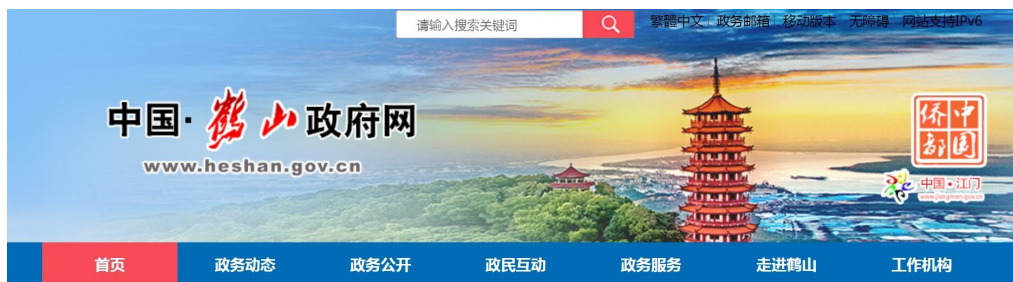 请输入搜索关键词
繁體中文| 政务邮箱| 移动版本 无障碍 网站支持IPv6
中国·鹤山政府网
www.heshan.gov.cn
中国侨都
中国·江门
www.jiangmen.gov.cn
首页 政务动态 政务公开 政民互动 政务服务 走进鹤山 工作机构